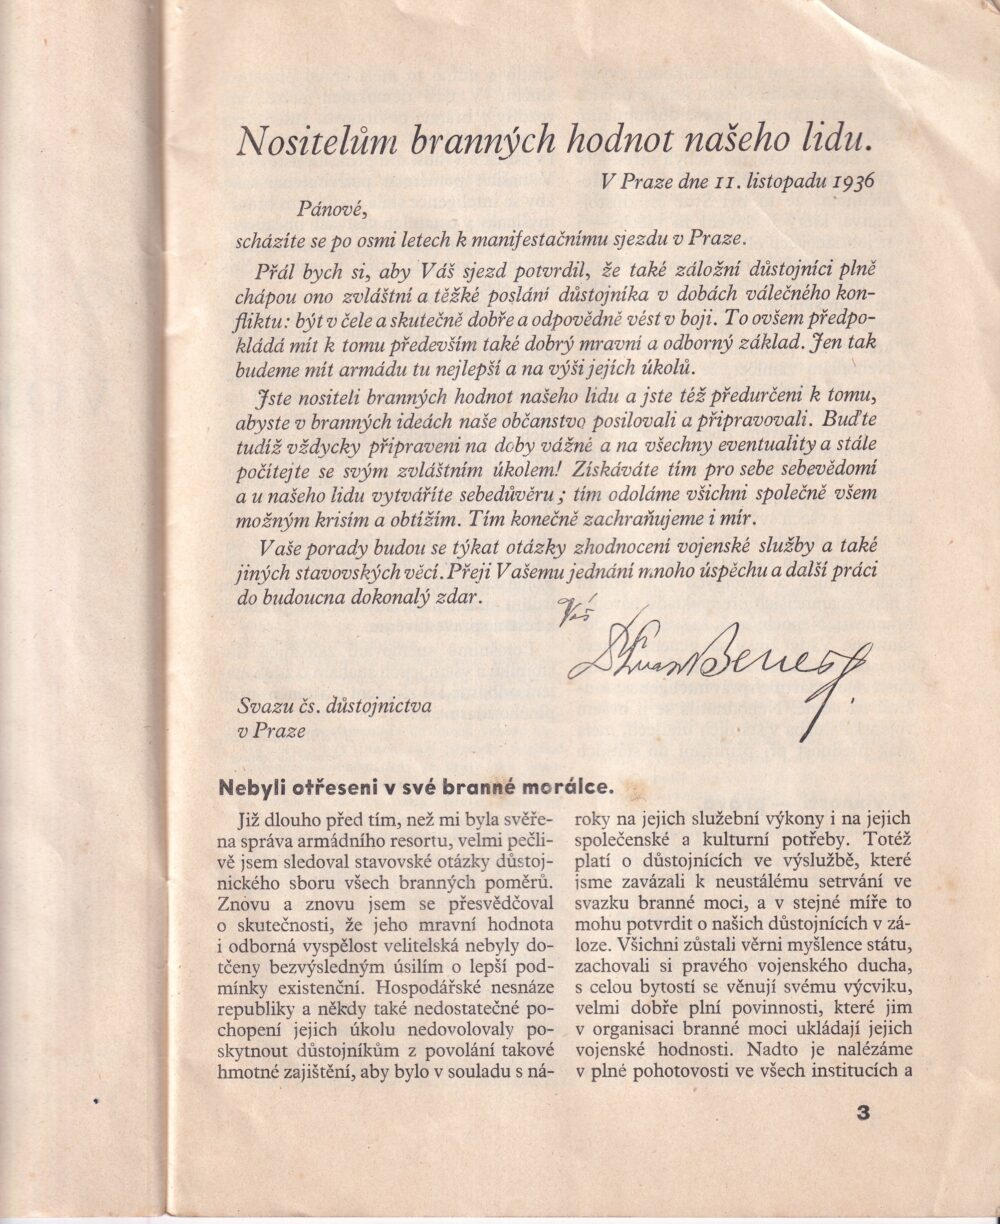 Nositelům branných hodnot našeho lidu.
V Praze dne 11. listopadu 1936
Pánové,
scházíte se po osmi letech k manifestačnímu sjezdu v Praze.
Přál bych si, aby Váš sjezd potvrdil, že také záložní důstojníci plně
chápou ono zvláštní a těžké poslání důstojníka v dobách válečného kon-
fliktu: být v čele a skutečně dobře a odpovědně vést v boji. To ovšem předpo-
kládá mít k tomu především také dobrý mravní a odborný základ. Jen tak
budeme mít armádu tu nejlepší a na výši jejích úkolů.
Jste nositeli branných hodnot našeho lidu a jste též předurčeni k tomu,
abyste v branných ideách naše občanstvo posilovali a připravovali. Buďte
tudíž vždycky připraveni na doby vážné a na všechny eventuality a stále
počítejte se svým zvláštním úkolem! Získáváte tím pro sebe sebevědomí
a u našeho lidu vytváříte sebedůvěru; tím odoláme všichni společně všem
možným krisím a obtížím. Tím konečně zachraňujeme i mír.
Vaše porady budou se týkat otázky zhodnocení vojenské služby a také
jiných stavovských věcí. Přeji Vašemu jednání mnoho úspěchu a další práci
do budoucna dokonalý zdar.
Váš
Dr Eduard Beneš.
Svazu čs. důstojnictva
v Praze
Nebyli otřeseni v své branné morálce.
Již dlouho před tím, než mi byla svěře-
na správa armádního resortu, velmi pečli-
vě jsem sledoval stavovské otázky důstoj-
nického sboru všech branných poměrů.
Znovu a znovu jsem se přesvědčoval
o skutečnosti, že jeho mravní hodnota
i odborná vyspělost velitelská nebyly do-
tčeny bezvýsledným úsilím o lepší pod-
mínky existenční. Hospodářské nesnáze
republiky a někdy také nedostatečné po-
chopení jejich úkolu nedovolovaly po-
skytnout důstojníkům z povolání takové
hmotné zajištění, aby bylo v souladu s ná-
roky na jejich služební výkony i na jejich
společenské a kulturní potřeby. Totéž
platí o důstojnících ve výslužbě, které
jsme zavázali k neustálému setrvání ve
svazku branné moci, a v stejné míře to
mohu potvrdit o našich důstojnících v zá-
loze. Všichni zůstali věrni myšlence státu,
zachovali si pravého vojenského ducha,
s celou bytostí se věnují svému výcviku,
velmi dobře plní povinnosti, které jim
v organisaci branné moci ukládají jejich
vojenské hodnosti. Nadto je nalézáme
v plné pohotovosti ve všech institucích a
3